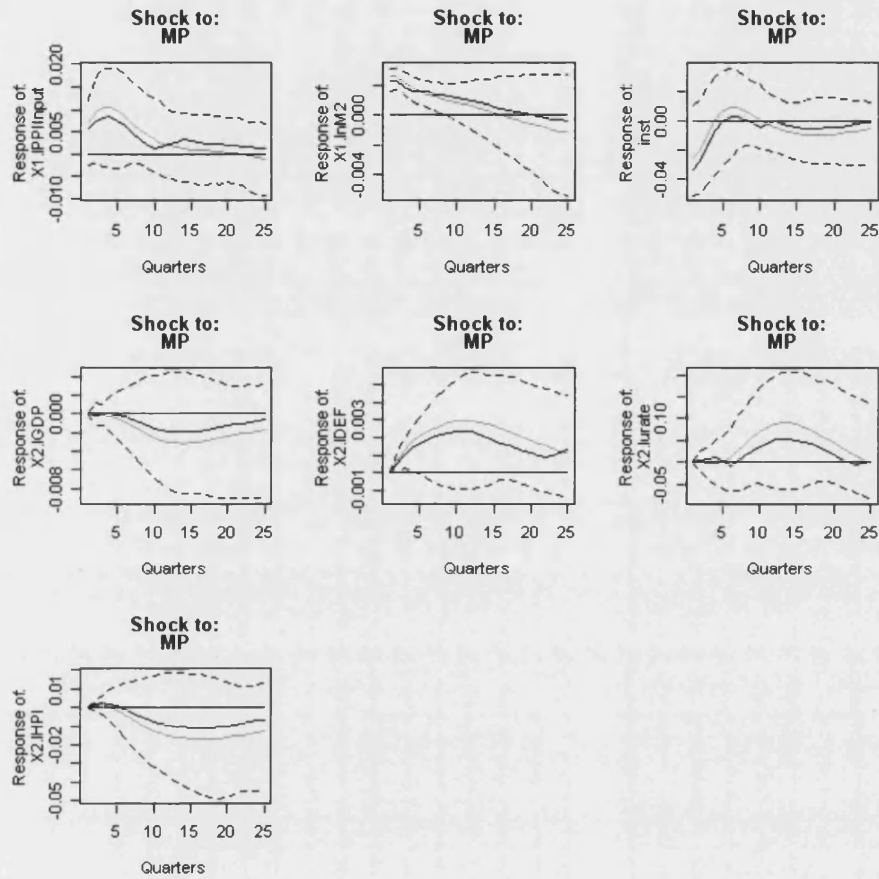 Shock to:
MP
Response of:
X1.lPPIInput
0.020
0.005
-0.010
5 10 15 20 25
Quarters
Shock to:
MP
Response of:
X1.lnM2
0.000
-0.004
5 10 15 20 25
Quarters
Shock to:
MP
Response of:
inst
0.00
-0.04
5 10 15 20 25
Quarters
Shock to:
MP
Response of:
X2.lGDP
0.000
-0.008
5 10 15 20 25
Quarters
Shock to:
MP
Response of:
X2.lDEF
0.003
-0.001
5 10 15 20 25
Quarters
Shock to:
MP
Response of:
X2.lurate
0.10
-0.05
5 10 15 20 25
Quarters
Shock to:
MP
Response of:
X2.lHPI
0.01
-0.02
-0.05
5 10 15 20 25
Quarters